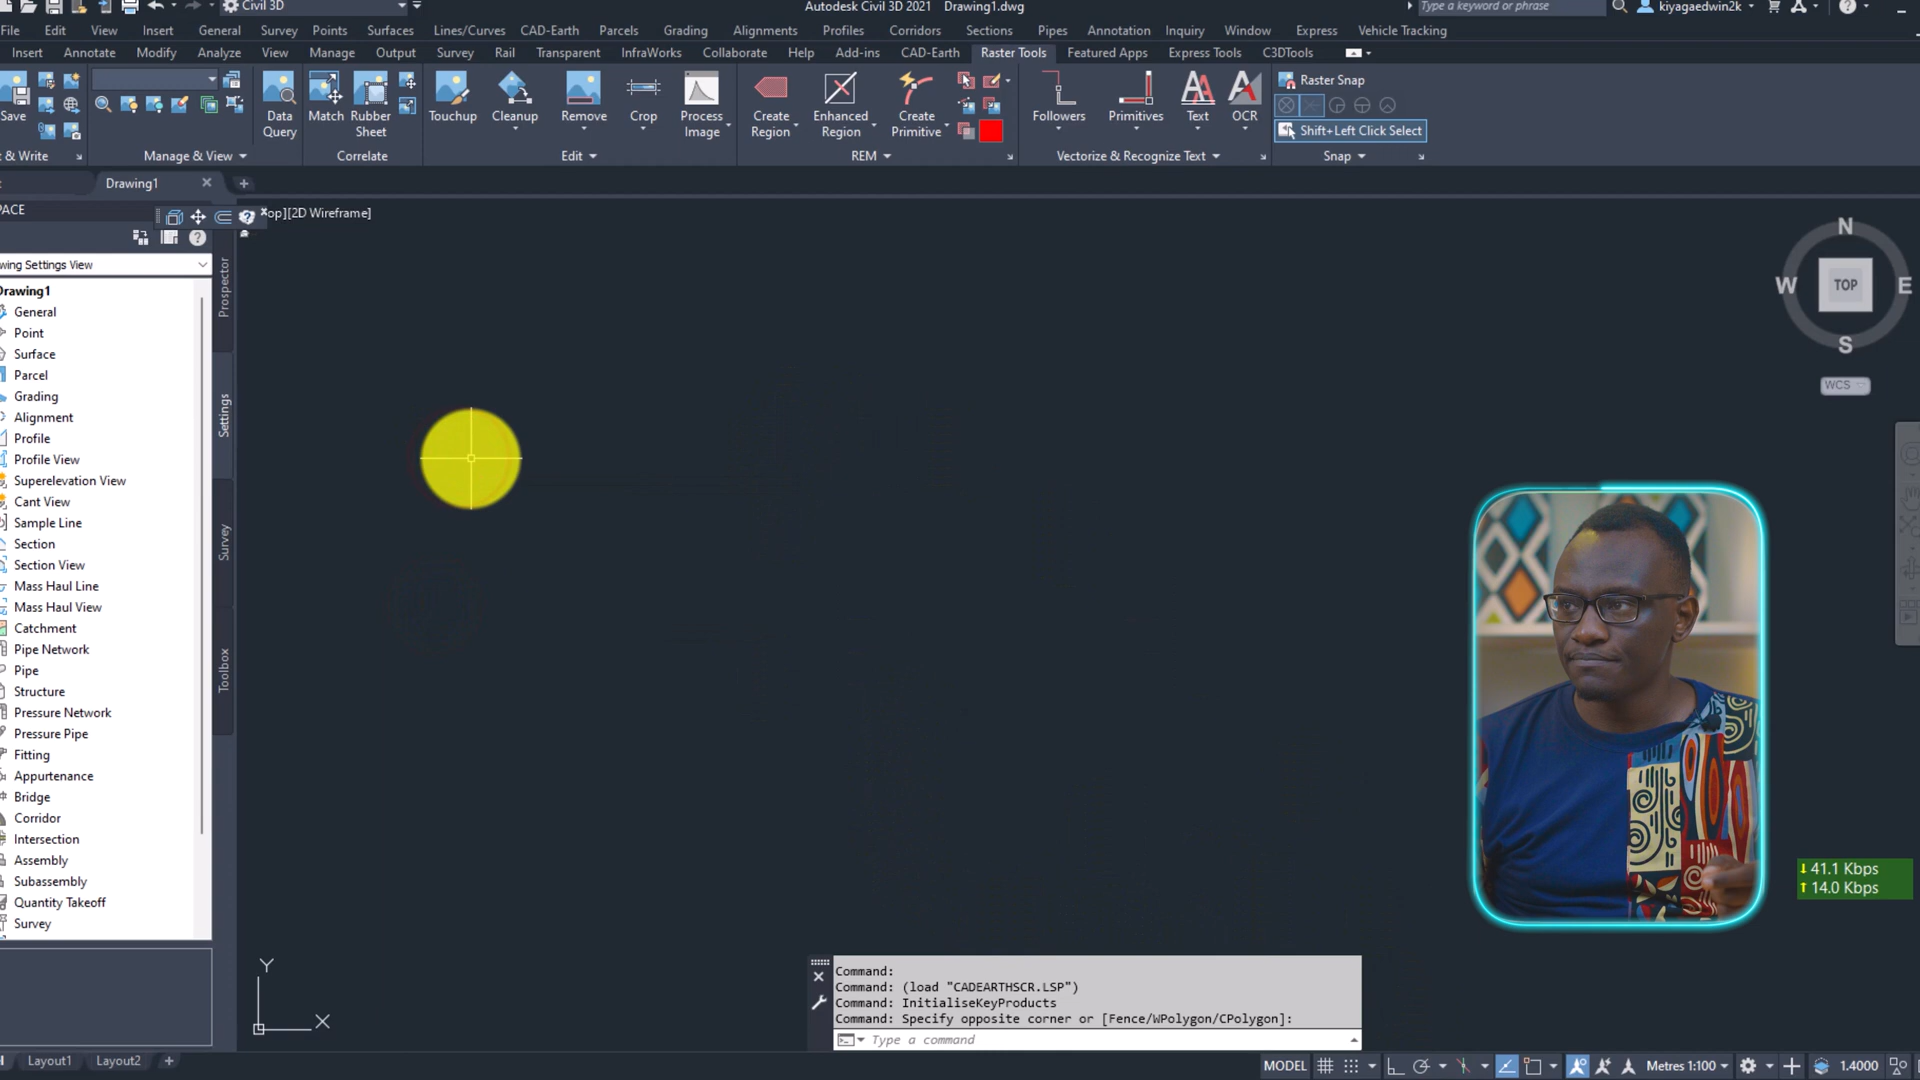 Civil 3D
Autodesk Civil 3D 2021 Drawing1.dwg
Type a keyword or phrase
kiyagaedwin2k
File Edit View Insert General Survey Points Surfaces Lines/Curves CAD-Earth Parcels Grading Alignments Profiles Corridors Sections Pipes Annotation Inquiry Window Express Vehicle Tracking
Insert Annotate Modify Analyze View Manage Output Survey Rail Transparent InfraWorks Collaborate Help Add-ins CAD-Earth Raster Tools Featured Apps Express Tools C3DTools
Save
Data Query
Match
Rubber Sheet
Touchup
Cleanup
Remove
Crop
Process Image
Create Region
Enhanced Region
Create Primitive
Followers
Primitives
Text
OCR
Raster Snap
Shift+Left Click Select
t & Write
Manage & View
Correlate
Edit
REM
Vectorize & Recognize Text
Snap
Drawing1
PACE
op][2D Wireframe]
wing Settings View
Drawing1
General
Point
Surface
Parcel
Grading
Alignment
Profile
Profile View
Superelevation View
Cant View
Sample Line
Section
Section View
Mass Haul Line
Mass Haul View
Catchment
Pipe Network
Pipe
Structure
Pressure Network
Pressure Pipe
Fitting
Appurtenance
Bridge
Corridor
Intersection
Assembly
Subassembly
Quantity Takeoff
Survey
Prospector
Settings
Survey
Toolbox
N
W
TOP
E
S
WCS
41.1 Kbps
14.0 Kbps
Y
X
Command:
Command: (load "CADEARTHSCR.LSP")
Command: InitialiseKeyProducts
Command: Specify opposite corner or [Fence/WPolygon/CPolygon]:
Type a command
Layout1
Layout2
MODEL
Metres 1:100
1.4000